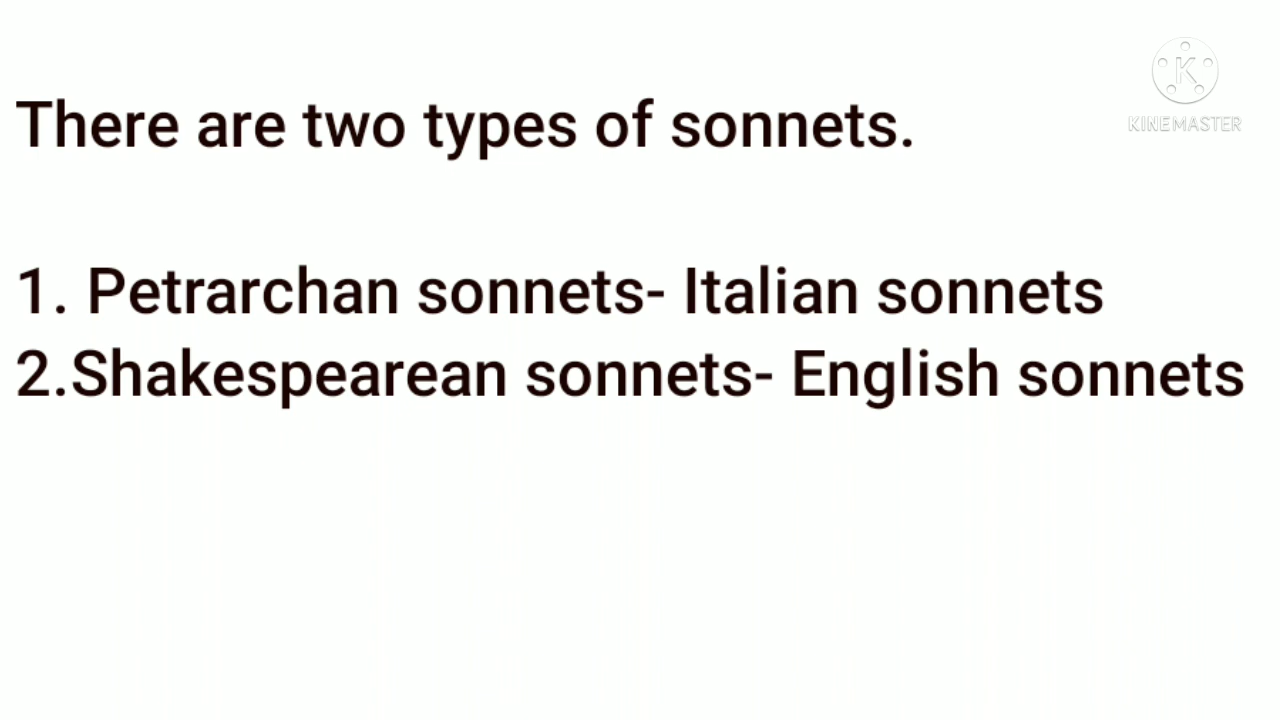 There are two types of sonnets.
K
KINEMASTER
1. Petrarchan sonnets- Italian sonnets
2.Shakespearean sonnets- English sonnets